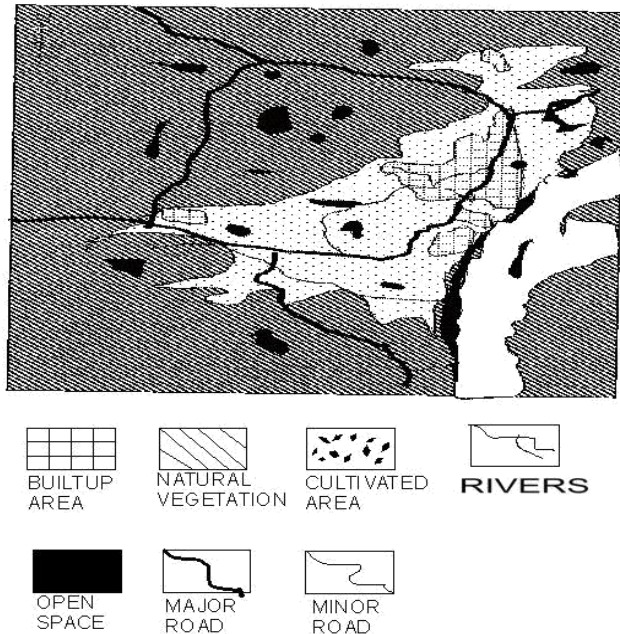 BUILTUP
AREA
NATURAL
VEGETATION
CULTIVATED
AREA
RIVERS
OPEN
SPACE
MAJOR
ROAD
MINOR
ROAD